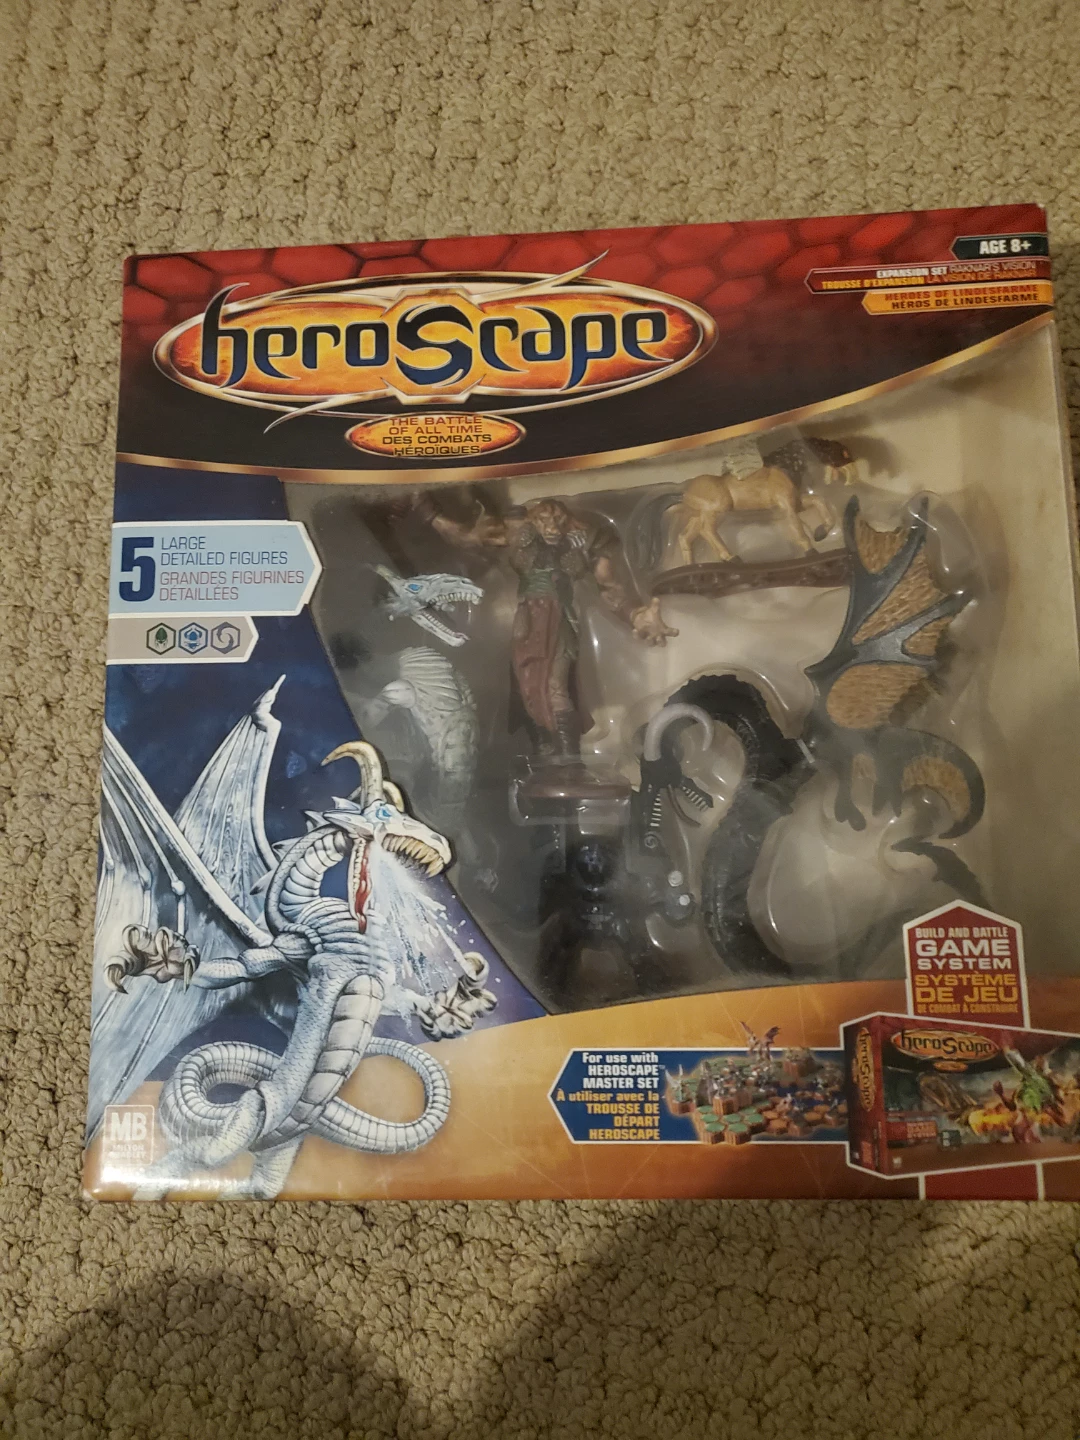 AGE 8+
EXPANSION SET RAKNAR'S VISION
TROUSSE D'EXPANSION LA VISION DE RAKNAR
HEROES OF LINDESFARME
HÉROS DE LINDESFARME
heroScape
THE BATTLE
OF ALL TIME
DES COMBATS
HÉROÏQUES
5
LARGE
DETAILED FIGURES
GRANDES FIGURINES
DÉTAILLÉES
BUILD AND BATTLE
GAME
SYSTEM
SYSTÈME
DE JEU
DE COMBAT À CONSTRUIRE
For use with
HEROSCAPE™
MASTER SET
À utiliser avec la
TROUSSE DE
DÉPART
HEROSCAPE
heroScape
heroScape
MB